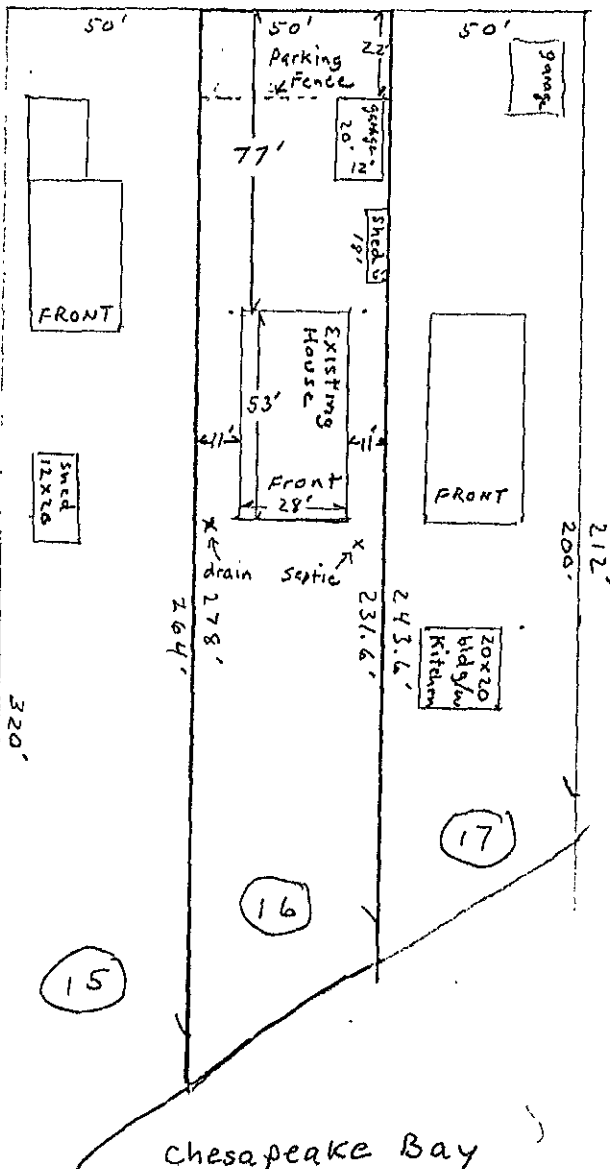 50'
50'
50'
22'
Parking
Fence
garage
garage
20'
12'
77'
Shed
18'
FRONT
Existing
House
53'
11'
11'
Front
28'
FRONT
Shed
12x20
drain
septic
278'
264'
231.6'
243.6'
212'
200'
20x20
bldg/w
Kitchen
320'
17
16
15
Chesapeake Bay